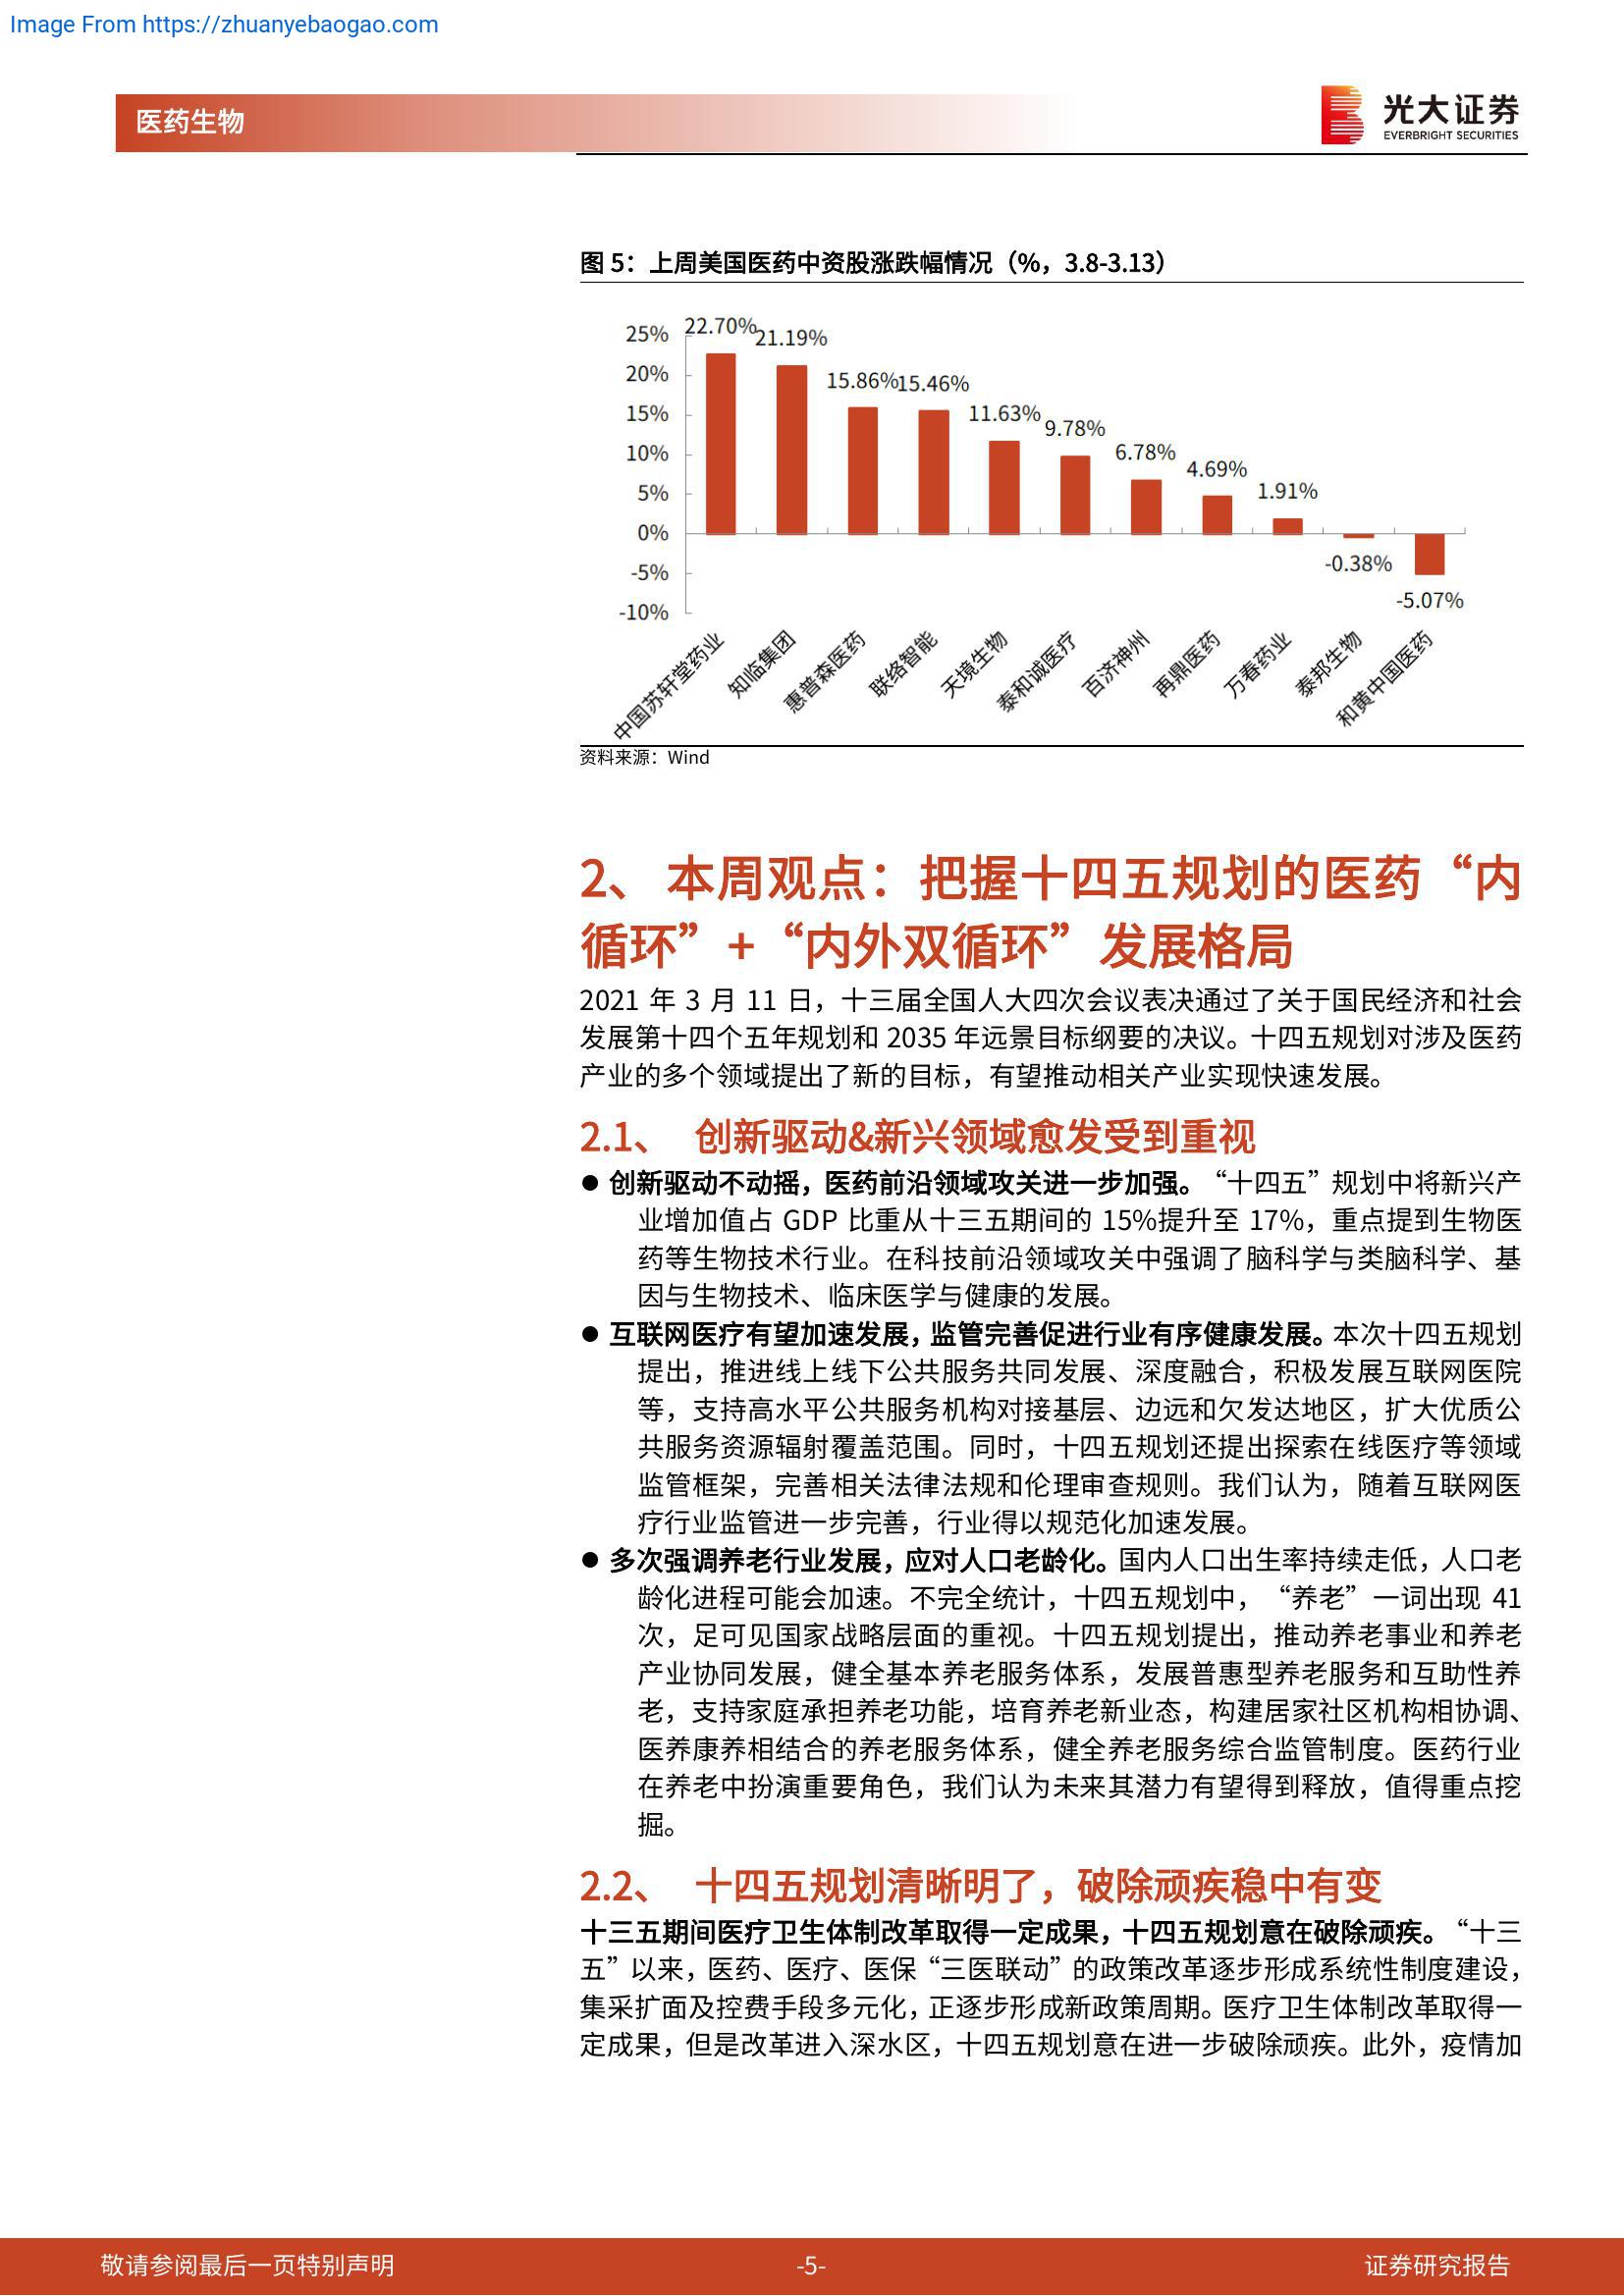 Image From https://zhuanyebaogao.com
医药生物
光大证券
EVERBRIGHT SECURITIES
图 5：上周美国医药中资股涨跌幅情况（%，3.8-3.13）
25%
20%
15%
10%
5%
0%
-5%
-10%
22.70%
21.19%
15.86%
15.46%
11.63%
9.78%
6.78%
4.69%
1.91%
-0.38%
-5.07%
中国苏轩堂药业
知临集团
惠普森医药
联络智能
天境生物
泰和诚医疗
百济神州
再鼎医药
万春药业
泰邦生物
和黄中国医药
资料来源：Wind
2、 本周观点：把握十四五规划的医药“内
循环”+“内外双循环”发展格局
2021 年 3 月 11 日，十三届全国人大四次会议表决通过了关于国民经济和社会
发展第十四个五年规划和 2035 年远景目标纲要的决议。十四五规划对涉及医药
产业的多个领域提出了新的目标，有望推动相关产业实现快速发展。
2.1、 创新驱动&新兴领域愈发受到重视
● 创新驱动不动摇，医药前沿领域攻关进一步加强。“十四五”规划中将新兴产
业增加值占 GDP 比重从十三五期间的 15%提升至 17%，重点提到生物医
药等生物技术行业。在科技前沿领域攻关中强调了脑科学与类脑科学、基
因与生物技术、临床医学与健康的发展。
● 互联网医疗有望加速发展，监管完善促进行业有序健康发展。本次十四五规划
提出，推进线上线下公共服务共同发展、深度融合，积极发展互联网医院
等，支持高水平公共服务机构对接基层、边远和欠发达地区，扩大优质公
共服务资源辐射覆盖范围。同时，十四五规划还提出探索在线医疗等领域
监管框架，完善相关法律法规和伦理审查规则。我们认为，随着互联网医
疗行业监管进一步完善，行业得以规范化加速发展。
● 多次强调养老行业发展，应对人口老龄化。国内人口出生率持续走低，人口老
龄化进程可能会加速。不完全统计，十四五规划中，“养老”一词出现 41
次，足可见国家战略层面的重视。十四五规划提出，推动养老事业和养老
产业协同发展，健全基本养老服务体系，发展普惠型养老服务和互助性养
老，支持家庭承担养老功能，培育养老新业态，构建居家社区机构相协调、
医养康养相结合的养老服务体系，健全养老服务综合监管制度。医药行业
在养老中扮演重要角色，我们认为未来其潜力有望得到释放，值得重点挖
掘。
2.2、 十四五规划清晰明了，破除顽疾稳中有变
十三五期间医疗卫生体制改革取得一定成果，十四五规划意在破除顽疾。“十三
五”以来，医药、医疗、医保“三医联动”的政策改革逐步形成系统性制度建设，
集采扩面及控费手段多元化，正逐步形成新政策周期。医疗卫生体制改革取得一
定成果，但是改革进入深水区，十四五规划意在进一步破除顽疾。此外，疫情加
敬请参阅最后一页特别声明
-5-
证券研究报告